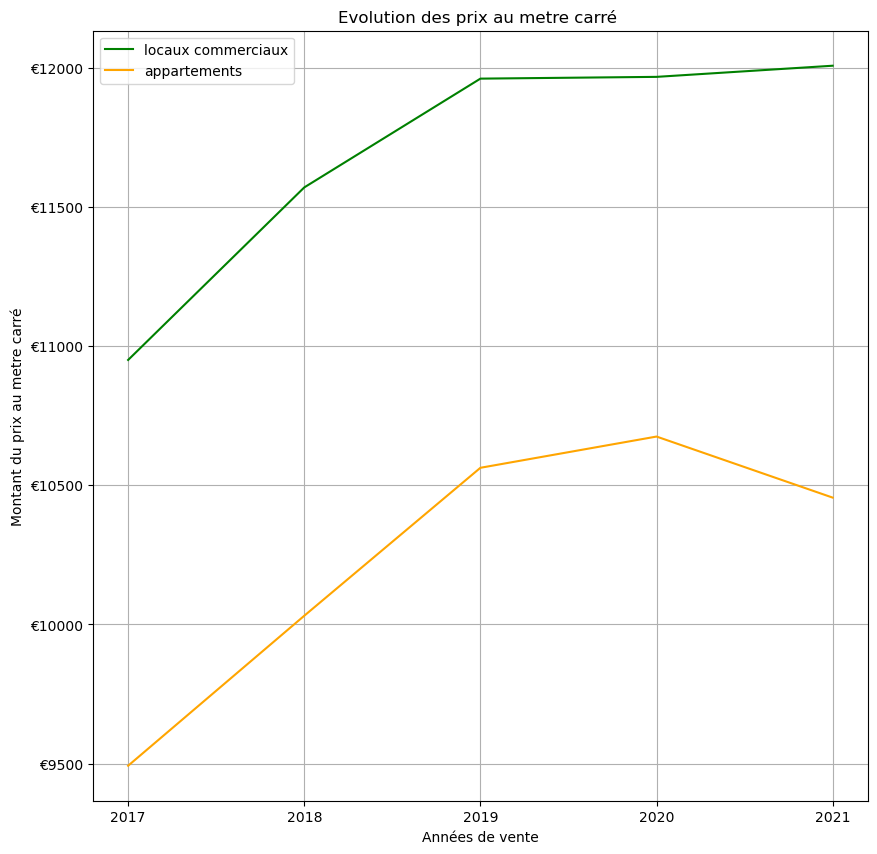 Evolution des prix au metre carré
locaux commerciaux
appartements
€12000
€11500
€11000
€10500
€10000
€9500
Montant du prix au metre carré
2017 2018 2019 2020 2021
Années de vente